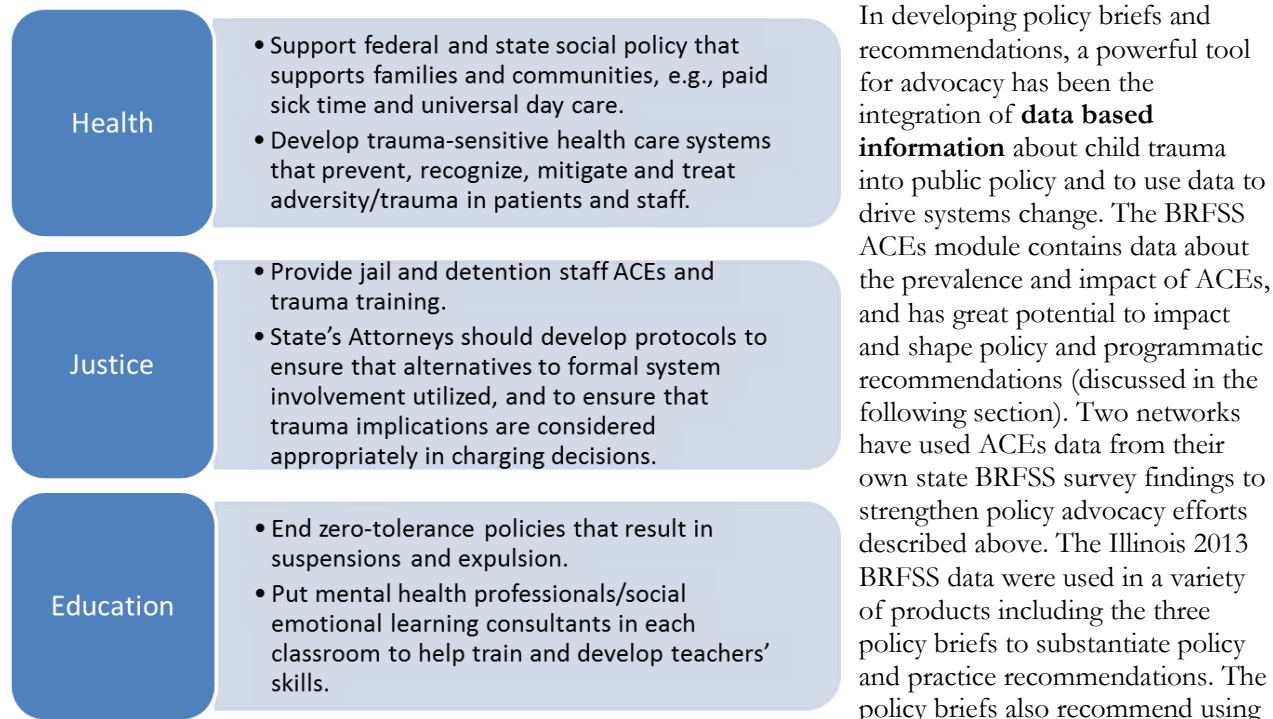 Health
• Support federal and state social policy that
supports families and communities, e.g., paid
sick time and universal day care.
• Develop trauma-sensitive health care systems
that prevent, recognize, mitigate and treat
adversity/trauma in patients and staff.
Justice
• Provide jail and detention staff ACEs and
trauma training.
• State's Attorneys should develop protocols to
ensure that alternatives to formal system
involvement utilized, and to ensure that
trauma implications are considered
appropriately in charging decisions.
Education
• End zero-tolerance policies that result in
suspensions and expulsion.
• Put mental health professionals/social
emotional learning consultants in each
classroom to help train and develop teachers'
skills.
In developing policy briefs and
recommendations, a powerful tool
for advocacy has been the
integration of data based
information about child trauma
into public policy and to use data to
drive systems change. The BRFSS
ACEs module contains data about
the prevalence and impact of ACEs,
and has great potential to impact
and shape policy and programmatic
recommendations (discussed in the
following section). Two networks
have used ACEs data from their
own state BRFSS survey findings to
strengthen policy advocacy efforts
described above. The Illinois 2013
BRFSS data were used in a variety
of products including the three
policy briefs to substantiate policy
and practice recommendations. The
policy briefs also recommend using